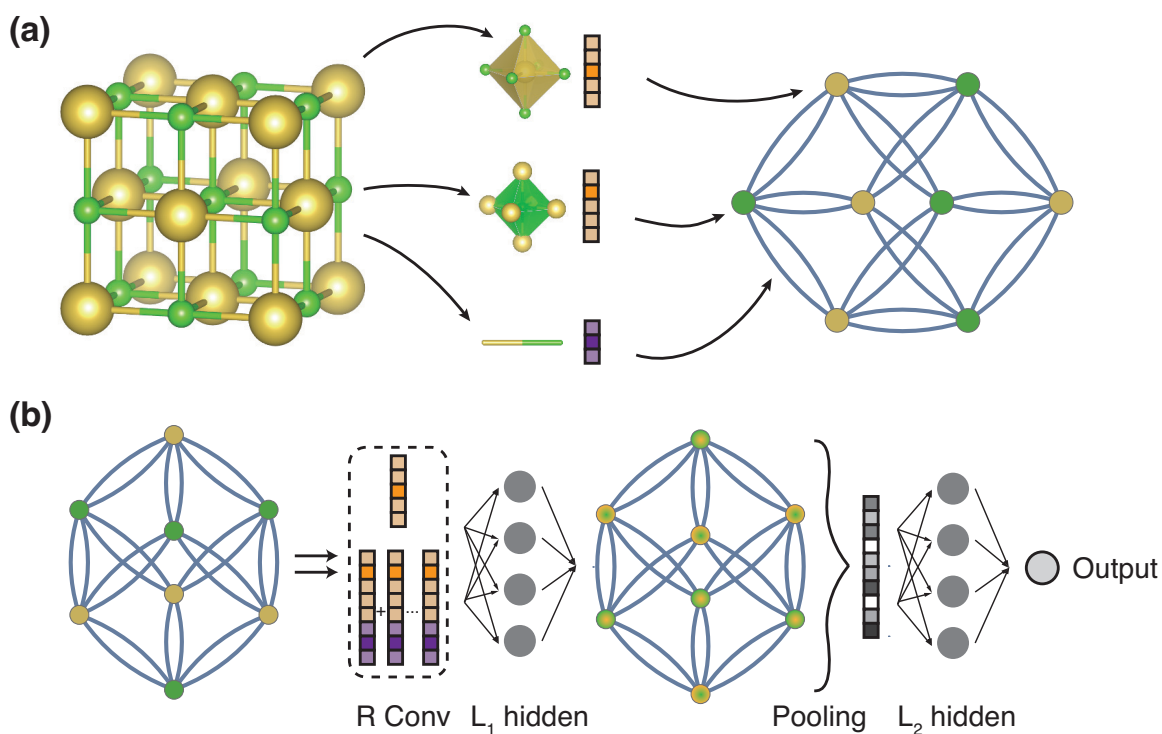 (a)
(b)
+ ...
Output
R Conv
L₁ hidden
Pooling
L₂ hidden